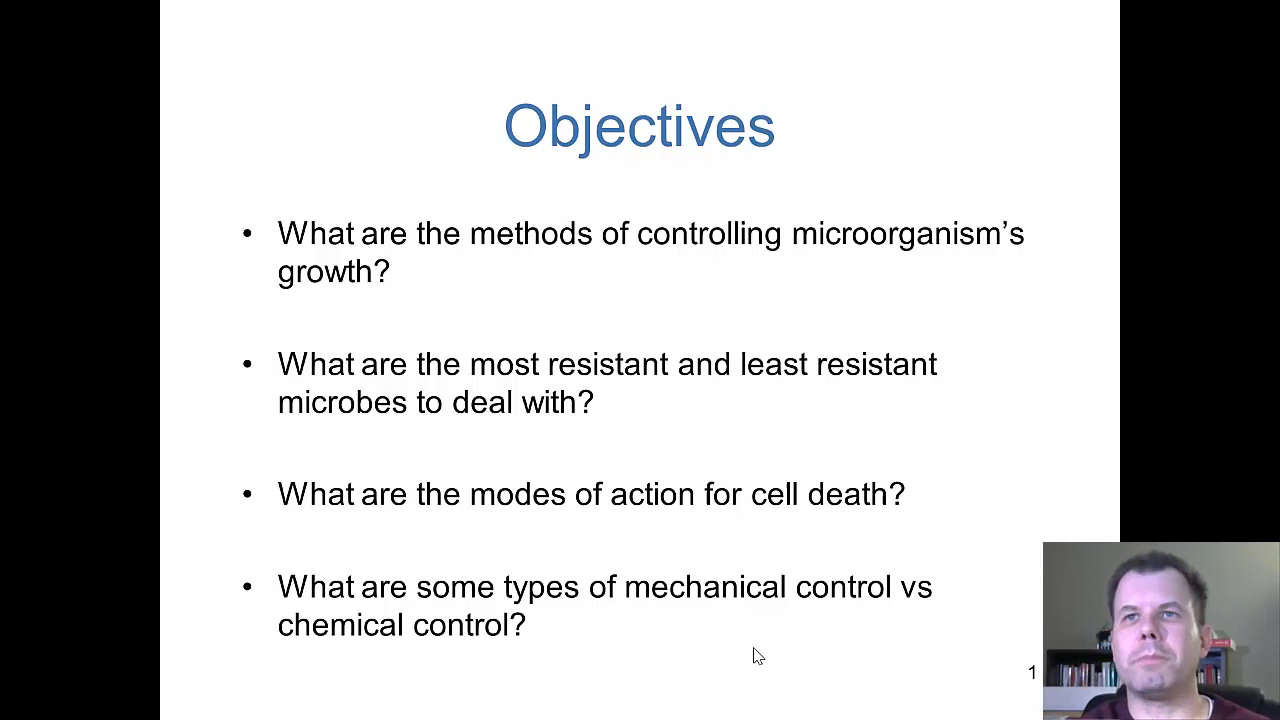 Objectives
• What are the methods of controlling microorganism’s
growth?
• What are the most resistant and least resistant
microbes to deal with?
• What are the modes of action for cell death?
• What are some types of mechanical control vs
chemical control?
1